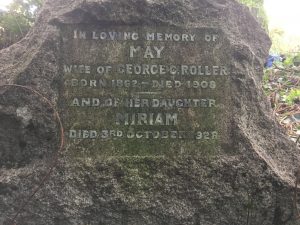 IN LOVING MEMORY OF
MAY
WIFE OF GEORGE C. ROLLER
BORN 1862 – DIED 1908
AND OF HER DAUGHTER
MIRIAM
DIED 3RD OCTOBER 1928